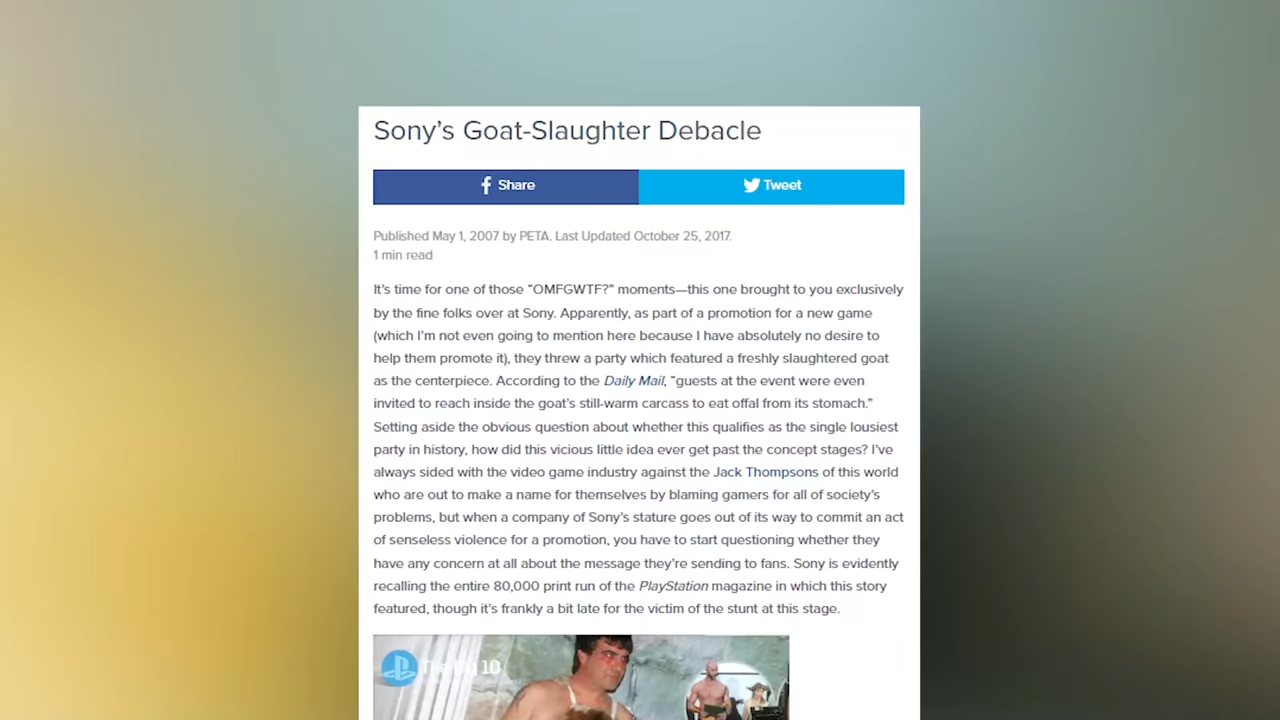 Sony’s Goat-Slaughter Debacle
Share
Tweet
Published May 1, 2007 by PETA. Last Updated October 25, 2017.
1 min read
It’s time for one of those “OMFGWTF?” moments—this one brought to you exclusively
by the fine folks over at Sony. Apparently, as part of a promotion for a new game
(which I’m not even going to mention here because I have absolutely no desire to
help them promote it), they threw a party which featured a freshly slaughtered goat
as the centerpiece. According to the Daily Mail, “guests at the event were even
invited to reach inside the goat’s still-warm carcass to eat offal from its stomach.”
Setting aside the obvious question about whether this qualifies as the single lousiest
party in history, how did this vicious little idea ever get past the concept stages? I’ve
always sided with the video game industry against the Jack Thompsons of this world
who are out to make a name for themselves by blaming gamers for all of society’s
problems, but when a company of Sony’s stature goes out of its way to commit an act
of senseless violence for a promotion, you have to start questioning whether they
have any concern at all about the message they’re sending to fans. Sony is evidently
recalling the entire 80,000 print run of the PlayStation magazine in which this story
featured, though it’s frankly a bit late for the victim of the stunt at this stage.
10